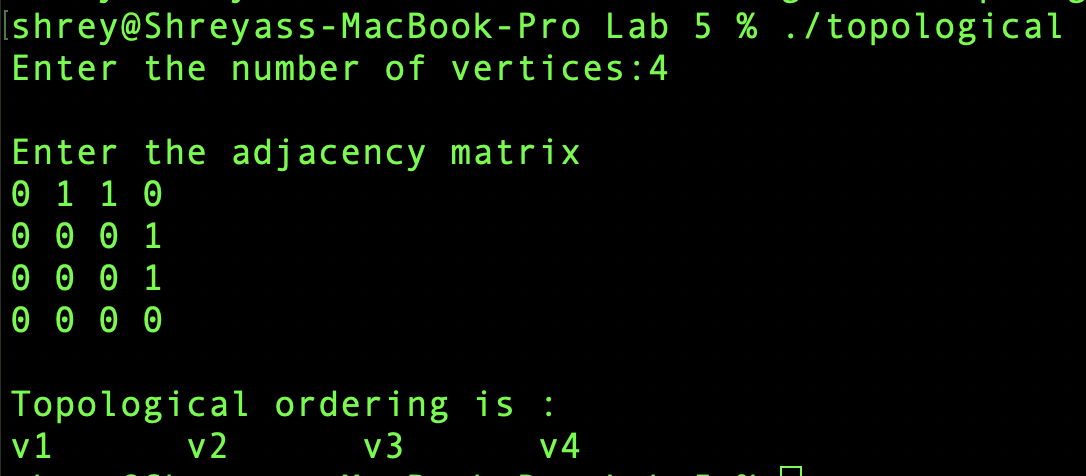 shrey@Shreyass-MacBook-Pro Lab 5 % ./topological
Enter the number of vertices:4
Enter the adjacency matrix
0 1 1 0
0 0 0 1
0 0 0 1
0 0 0 0
Topological ordering is :
v1 v2 v3 v4